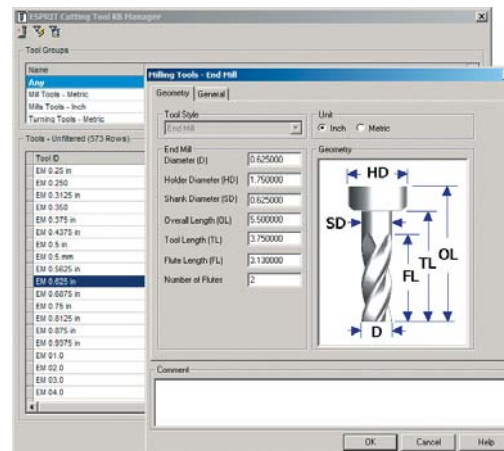 ESPRIT Cutting Tool KB Manager
Tool Groups
Name
Any
Mill Tools - Metric
Mills Tools - Inch
Turning Tools - Metric
Tools - Unfiltered (573 Rows)
Tool ID
EM 0.25 in
EM 0.250
EM 0.3125 in
EM 0.350
EM 0.375 in
EM 0.4375 in
EM 0.5 in
EM 0.5 mm
EM 0.5625 in
EM 0.625 in
EM 0.6875 in
EM 0.75 in
EM 0.8125 in
EM 0.875 in
EM 0.9375 in
EM 01.0
EM 02.0
EM 03.0
EM 04.0
Milling Tools - End Mill
Geometry General
Tool Style
End Mill
Unit
Inch Metric
End Mill
Diameter (D) 0.625000
Holder Diameter (HD) 1.750000
Shank Diameter (SD) 0.625000
Overall Length (OL) 5.500000
Tool Length (TL) 3.750000
Flute Length (FL) 3.130000
Number of Flutes 2
Geometry
HD
SD
FL TL OL
D
Comment
OK Cancel Help